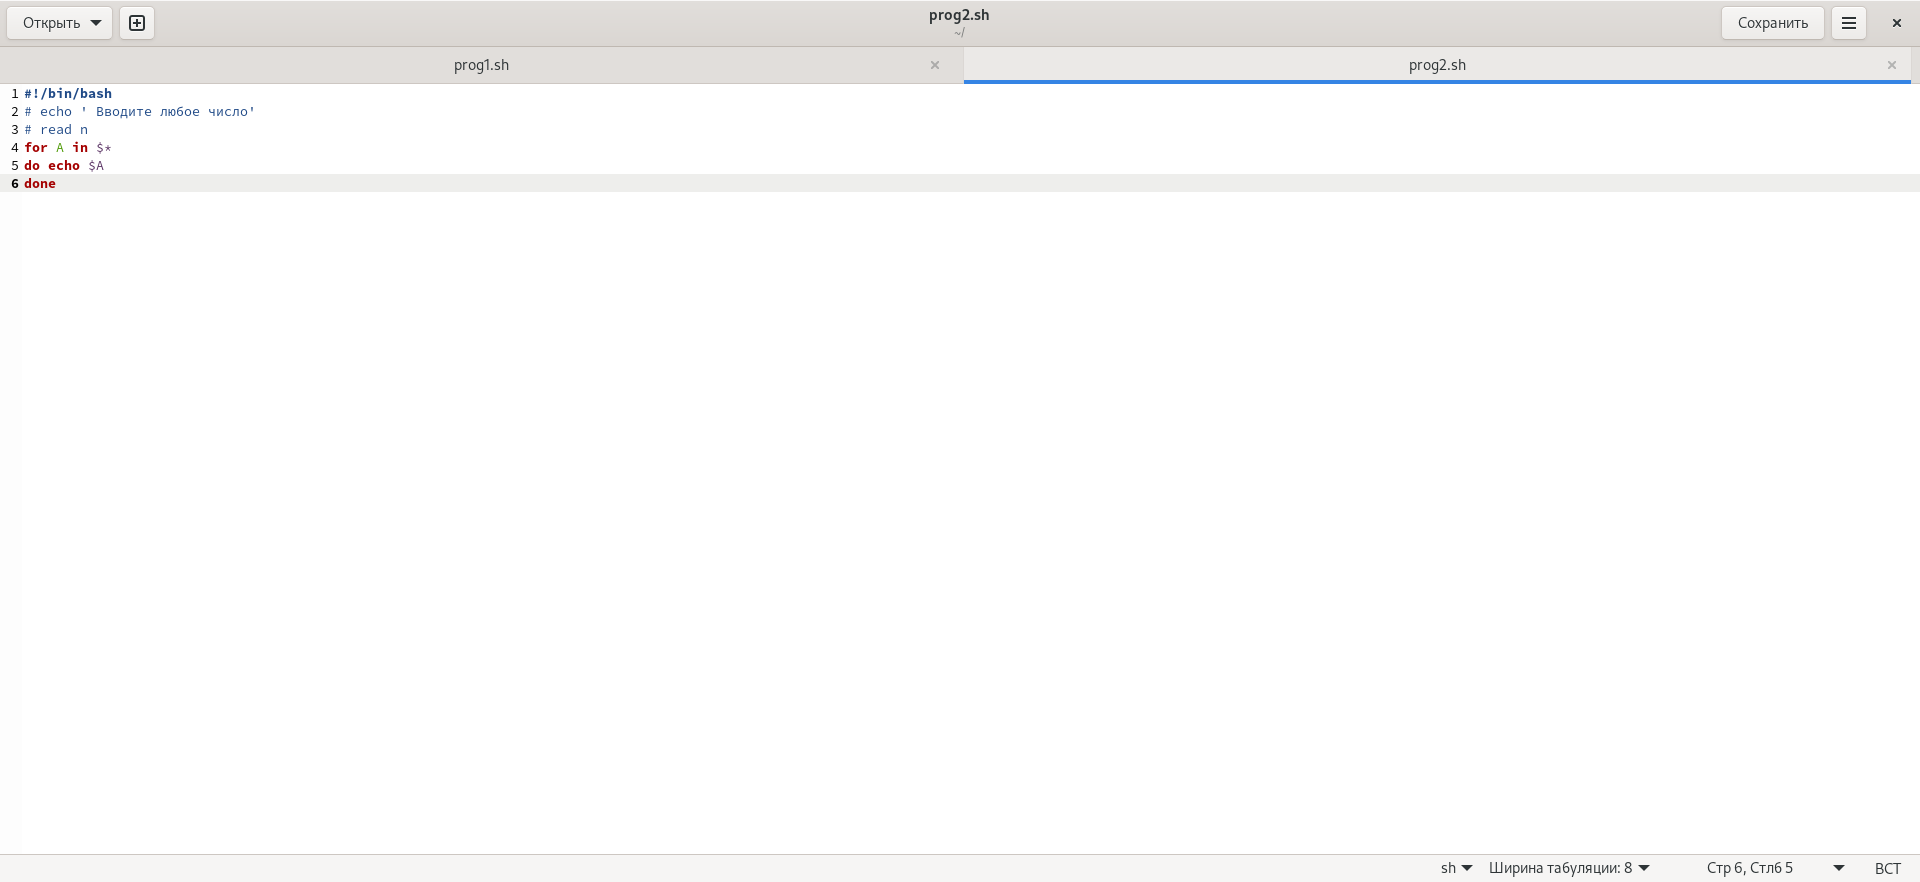 Открыть
prog2.sh
~/
Сохранить
prog1.sh
prog2.sh
1 #!/bin/bash
2 # echo ' Вводите любое число'
3 # read n
4 for A in $*
5 do echo $A
6 done
sh Ширина табуляции: 8 Стр 6, Стлб 5 ВСТ